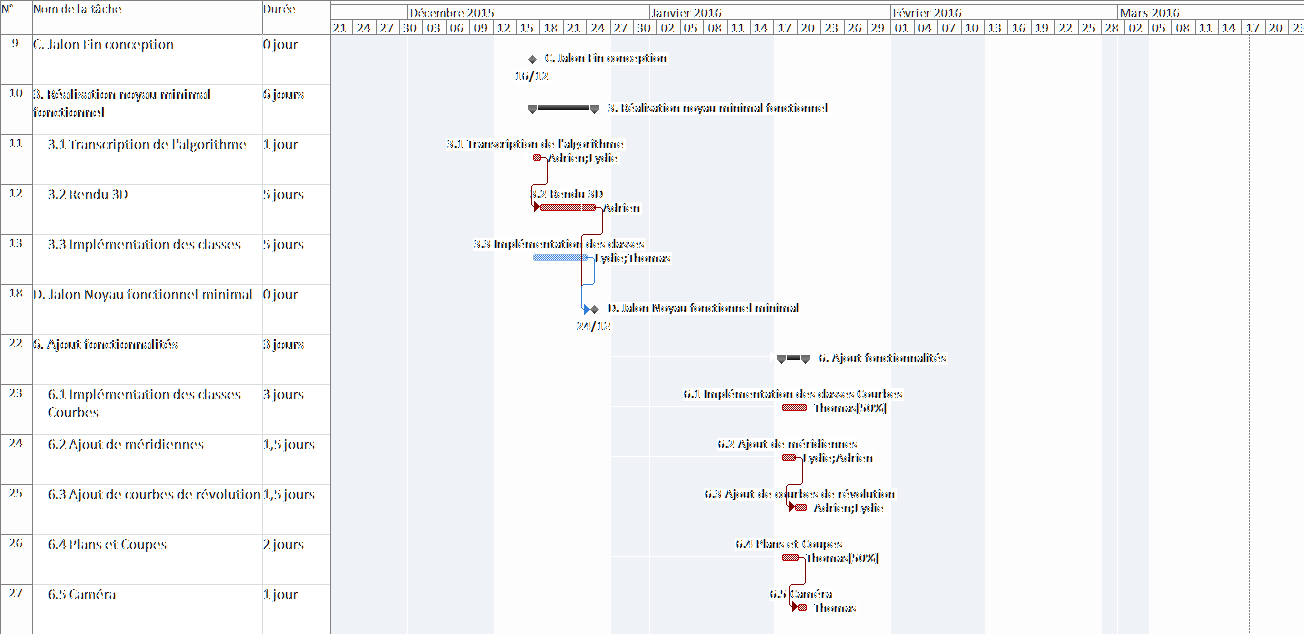 N° Nom de la tâche Durée
Décembre 2015 Janvier 2016 Février 2016 Mars 2016
21 24 27 30 03 06 09 12 15 18 21 24 27 30 02 05 08 11 14 17 20 23 26 29 01 04 07 10 13 16 19 22 25 28 02 05 08 11 14 17 20 23
9 C. Jalon Fin conception 0 jour
C. Jalon Fin conception
16/12
10 3. Réalisation noyau minimal fonctionnel 6 jours
3. Réalisation noyau minimal fonctionnel
11 3.1 Transcription de l'algorithme 1 jour
3.1 Transcription de l'algorithme
Adrien;Lydie
12 3.2 Rendu 3D 5 jours
3.2 Rendu 3D
Adrien
13 3.3 Implémentation des classes 5 jours
3.3 Implémentation des classes
Lydie;Thomas
18 D. Jalon Noyau fonctionnel minimal 0 jour
D. Jalon Noyau fonctionnel minimal
24/12
22 6. Ajout fonctionnalités 3 jours
6. Ajout fonctionnalités
23 6.1 Implémentation des classes Courbes 3 jours
6.1 Implémentation des classes Courbes
Thomas[50%]
24 6.2 Ajout de méridiennes 1,5 jours
6.2 Ajout de méridiennes
Lydie;Adrien
25 6.3 Ajout de courbes de révolution 1,5 jours
6.3 Ajout de courbes de révolution
Adrien;Lydie
26 6.4 Plans et Coupes 2 jours
6.4 Plans et Coupes
Thomas[50%]
27 6.5 Caméra 1 jour
6.5 Caméra
Thomas